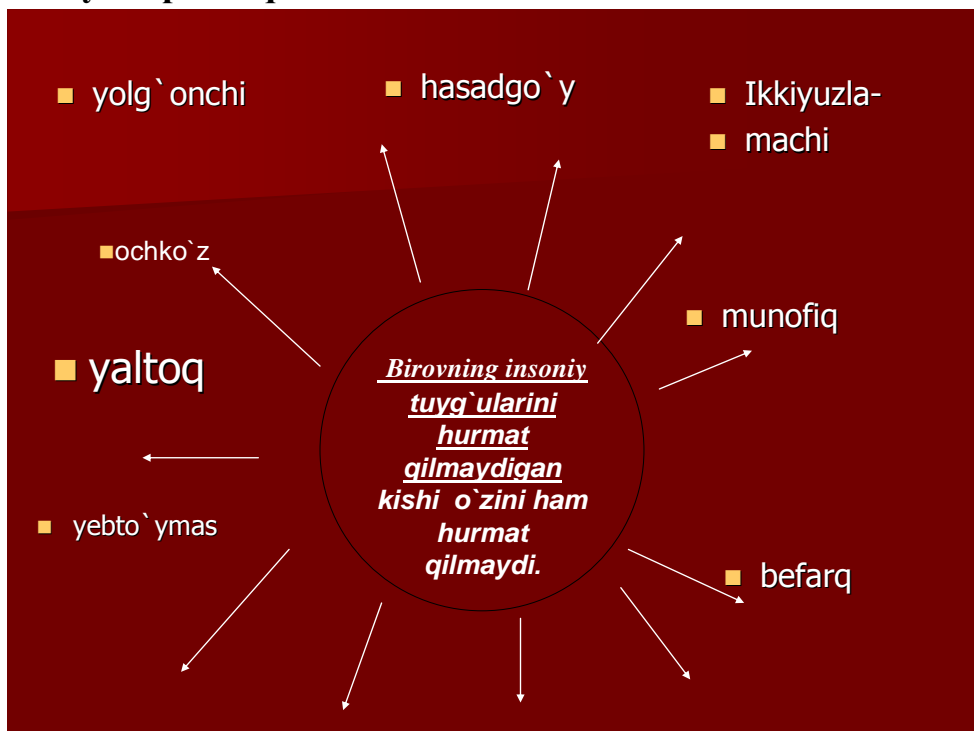 yolg`onchi
hasadgo`y
Ikkiyuzla-
machi
ochko`z
munofiq
yaltoq
Birovning insoniy
tuyg`ularini
hurmat
qilmaydigan
kishi o`zini ham
hurmat
qilmaydi.
yebto`ymas
befarq